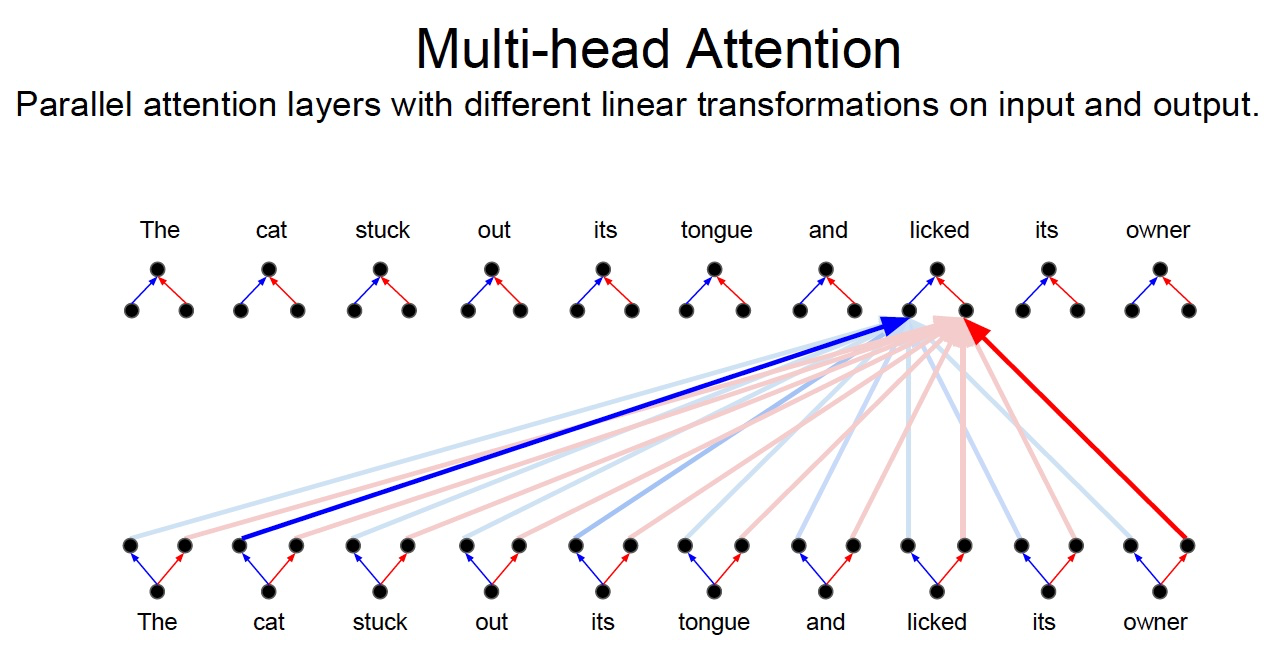 Multi-head Attention
Parallel attention layers with different linear transformations on input and output.
The cat stuck out its tongue and licked its owner
The cat stuck out its tongue and licked its owner